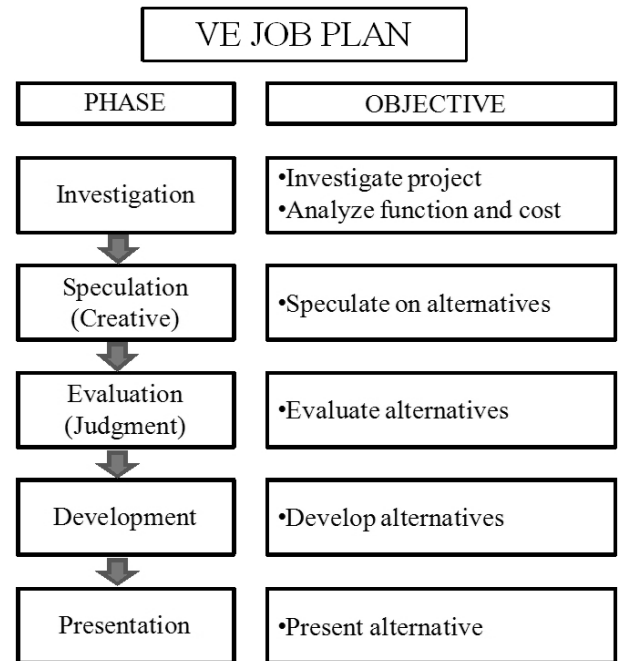 VE JOB PLAN
PHASE
OBJECTIVE
Investigation
•Investigate project
•Analyze function and cost
Speculation
(Creative)
•Speculate on alternatives
Evaluation
(Judgment)
•Evaluate alternatives
Development
•Develop alternatives
Presentation
•Present alternative